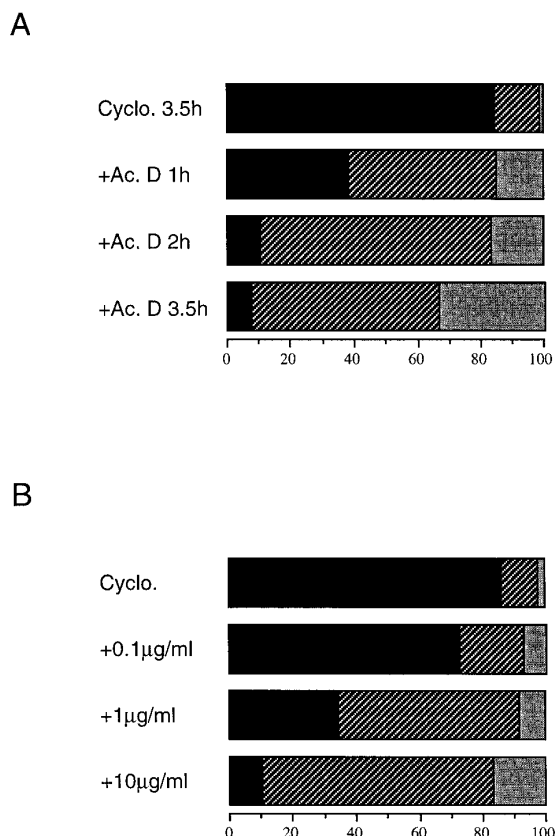 A
Cyclo. 3.5h
+Ac. D 1h
+Ac. D 2h
+Ac. D 3.5h
0 20 40 60 80 100
B
Cyclo.
+0.1µg/ml
+1µg/ml
+10µg/ml
0 20 40 60 80 100